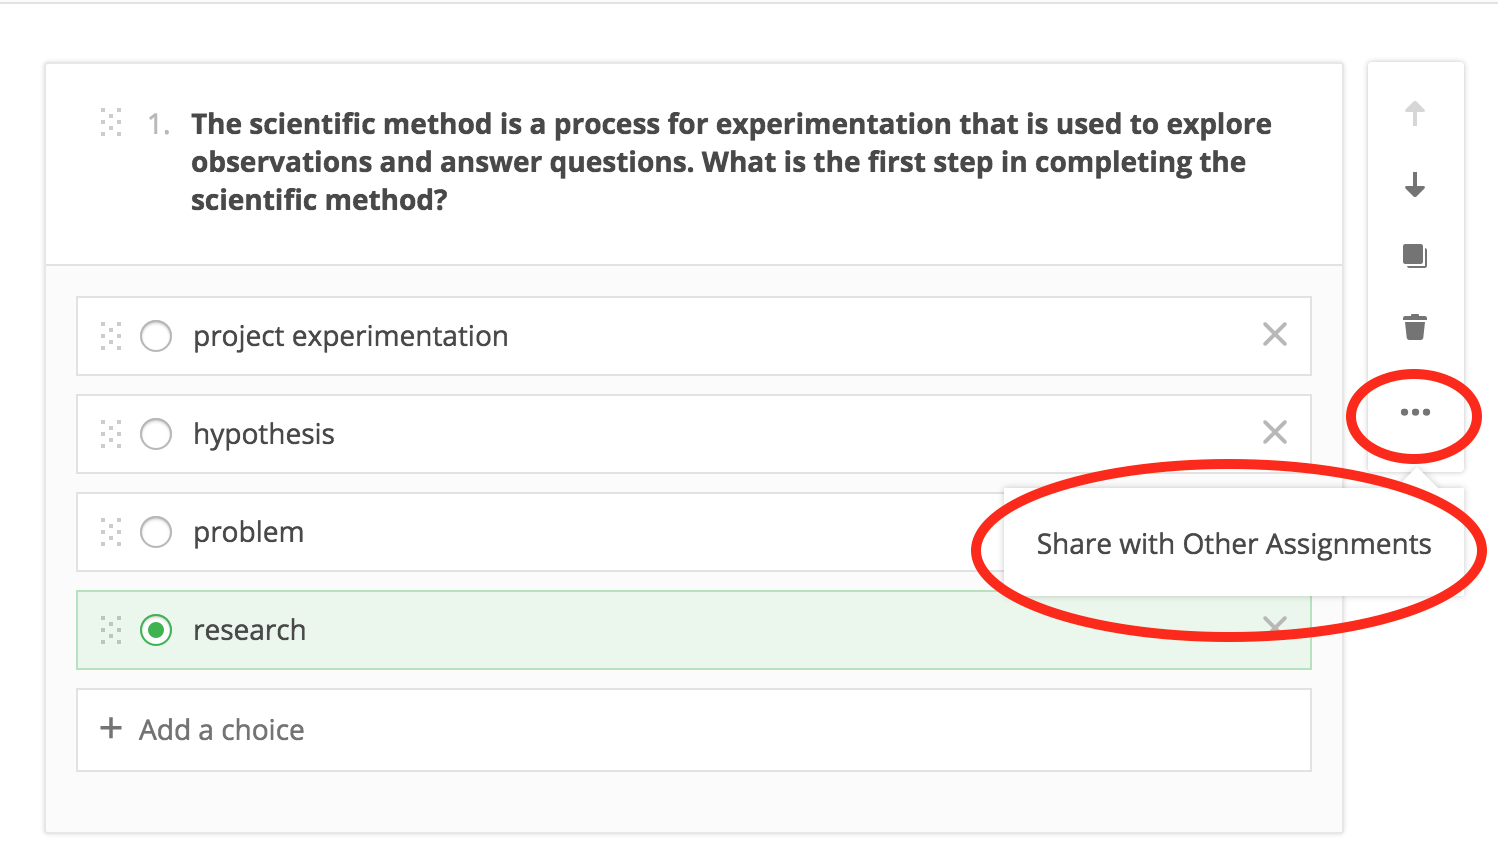 1. The scientific method is a process for experimentation that is used to explore
observations and answer questions. What is the first step in completing the
scientific method?
project experimentation
hypothesis
problem
Share with Other Assignments
research
+ Add a choice